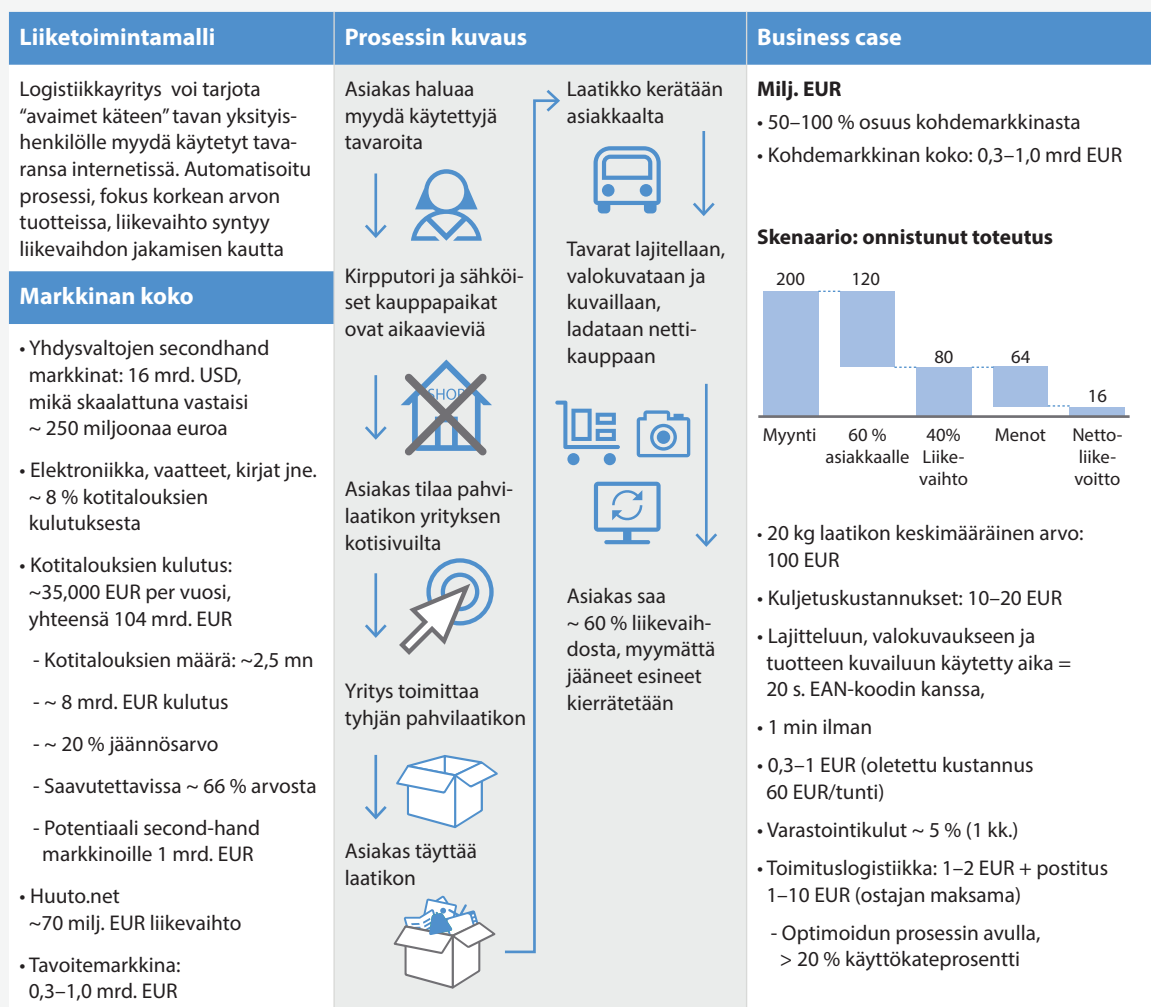 Liiketoimintamalli
Logistiikkayritys voi tarjota
“avaimet käteen” tavan yksityis-
henkilölle myydä käytetyt tava-
ransa internetissä. Automatisoitu
prosessi, fokus korkean arvon
tuotteissa, liikevaihto syntyy
liikevaihdon jakamisen kautta
Markkinan koko
• Yhdysvaltojen secondhand
markkinat: 16 mrd. USD,
mikä skaalattuna vastaisi
~ 250 miljoonaa euroa
• Elektroniikka, vaatteet, kirjat jne.
~ 8 % kotitalouksien
kulutuksesta
• Kotitalouksien kulutus:
~35,000 EUR per vuosi,
yhteensä 104 mrd. EUR
- Kotitalouksien määrä: ~2,5 mn
- ~ 8 mrd. EUR kulutus
- ~ 20 % jäännösarvo
- Saavutettavissa ~ 66 % arvosta
- Potentiaali second-hand
markkinoille 1 mrd. EUR
• Huuto.net
~70 milj. EUR liikevaihto
• Tavoitemarkkina:
0,3–1,0 mrd. EUR
Prosessin kuvaus
Asiakas haluaa
myydä käytettyjä
tavaroita
Kirpputori ja sähköi-
set kauppapaikat
ovat aikaavieviä
SHOP
Asiakas tilaa pahvi-
laatikon yrityksen
kotisivuilta
Yritys toimittaa
tyhjän pahvilaatikon
Asiakas täyttää
laatikon
Laatikko kerätään
asiakkaalta
Tavarat lajitellaan,
valokuvataan ja
kuvaillaan,
ladataan netti-
kauppaan
Asiakas saa
~ 60 % liikevaih-
dosta, myymättä
jääneet esineet
kierrätetään
Business case
Milj. EUR
• 50–100 % osuus kohdemarkkinasta
• Kohdemarkkinan koko: 0,3–1,0 mrd EUR
Skenaario: onnistunut toteutus
200
120
80
64
16
Myynti
60 %
asiakkaalle
40%
Liike-
vaihto
Menot
Netto-
liike-
voitto
• 20 kg laatikon keskimääräinen arvo:
100 EUR
• Kuljetuskustannukset: 10–20 EUR
• Lajitteluun, valokuvaukseen ja
tuotteen kuvailuun käytetty aika =
20 s. EAN-koodin kanssa,
• 1 min ilman
• 0,3–1 EUR (oletettu kustannus
60 EUR/tunti)
• Varastointikulut ~ 5 % (1 kk.)
• Toimituslogistiikka: 1–2 EUR + postitus
1–10 EUR (ostajan maksama)
- Optimoidun prosessin avulla,
> 20 % käyttökateprosentti